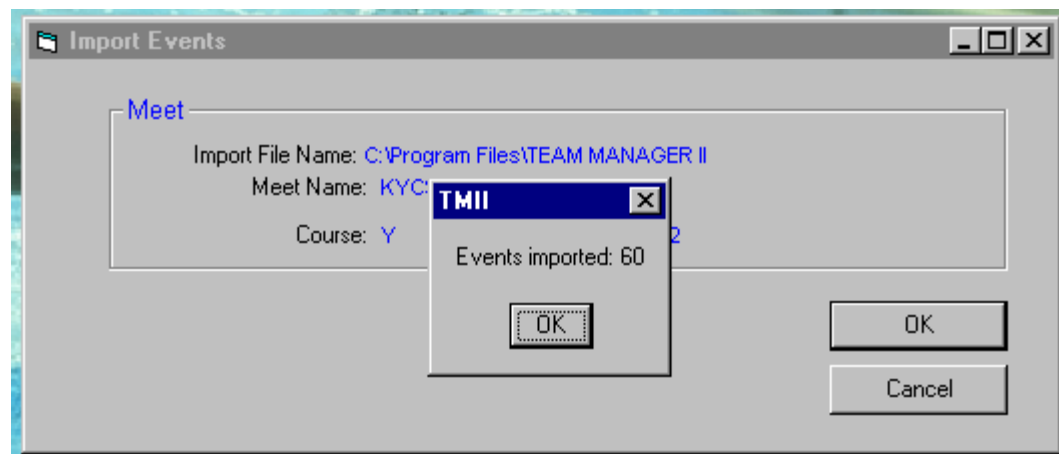 Import Events
Meet
Import File Name: C:\Program Files\TEAM MANAGER II
Meet Name: KYC
Course: Y 2
TMII
Events imported: 60
OK
OK
Cancel